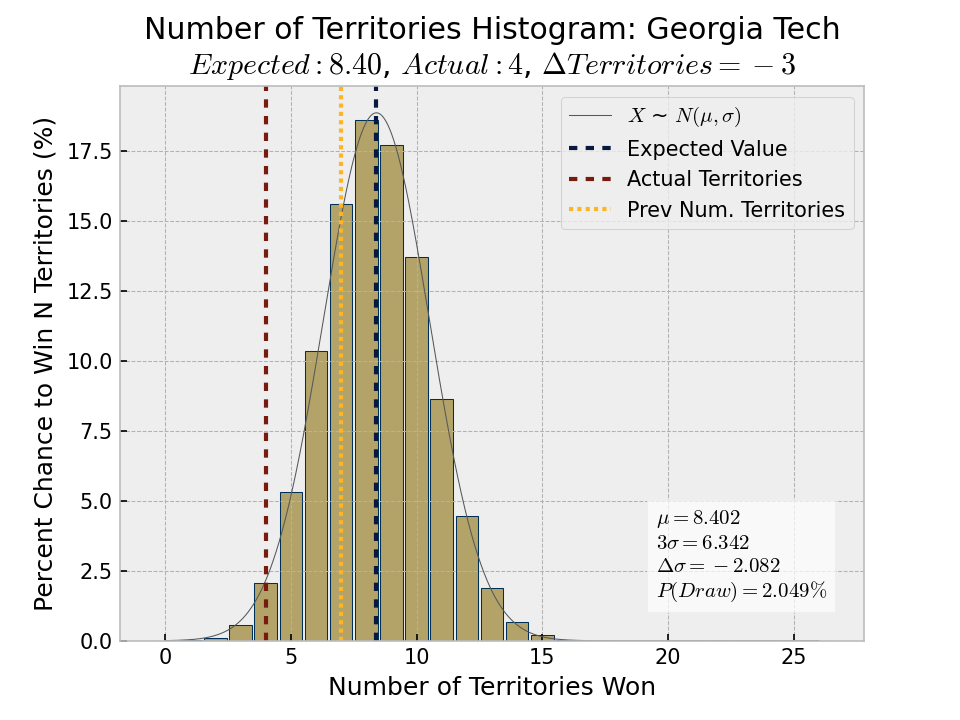 Number of Territories Histogram: Georgia Tech
Expected : 8.40, Actual : 4, ΔTerritories = −3
X ~ N(μ, σ)
Expected Value
Actual Territories
Prev Num. Territories
Percent Chance to Win N Territories (%)
17.5
15.0
12.5
10.0
7.5
5.0
2.5
0.0
μ = 8.402
3σ = 6.342
Δσ = −2.082
P(Draw) = 2.049%
0 5 10 15 20 25
Number of Territories Won